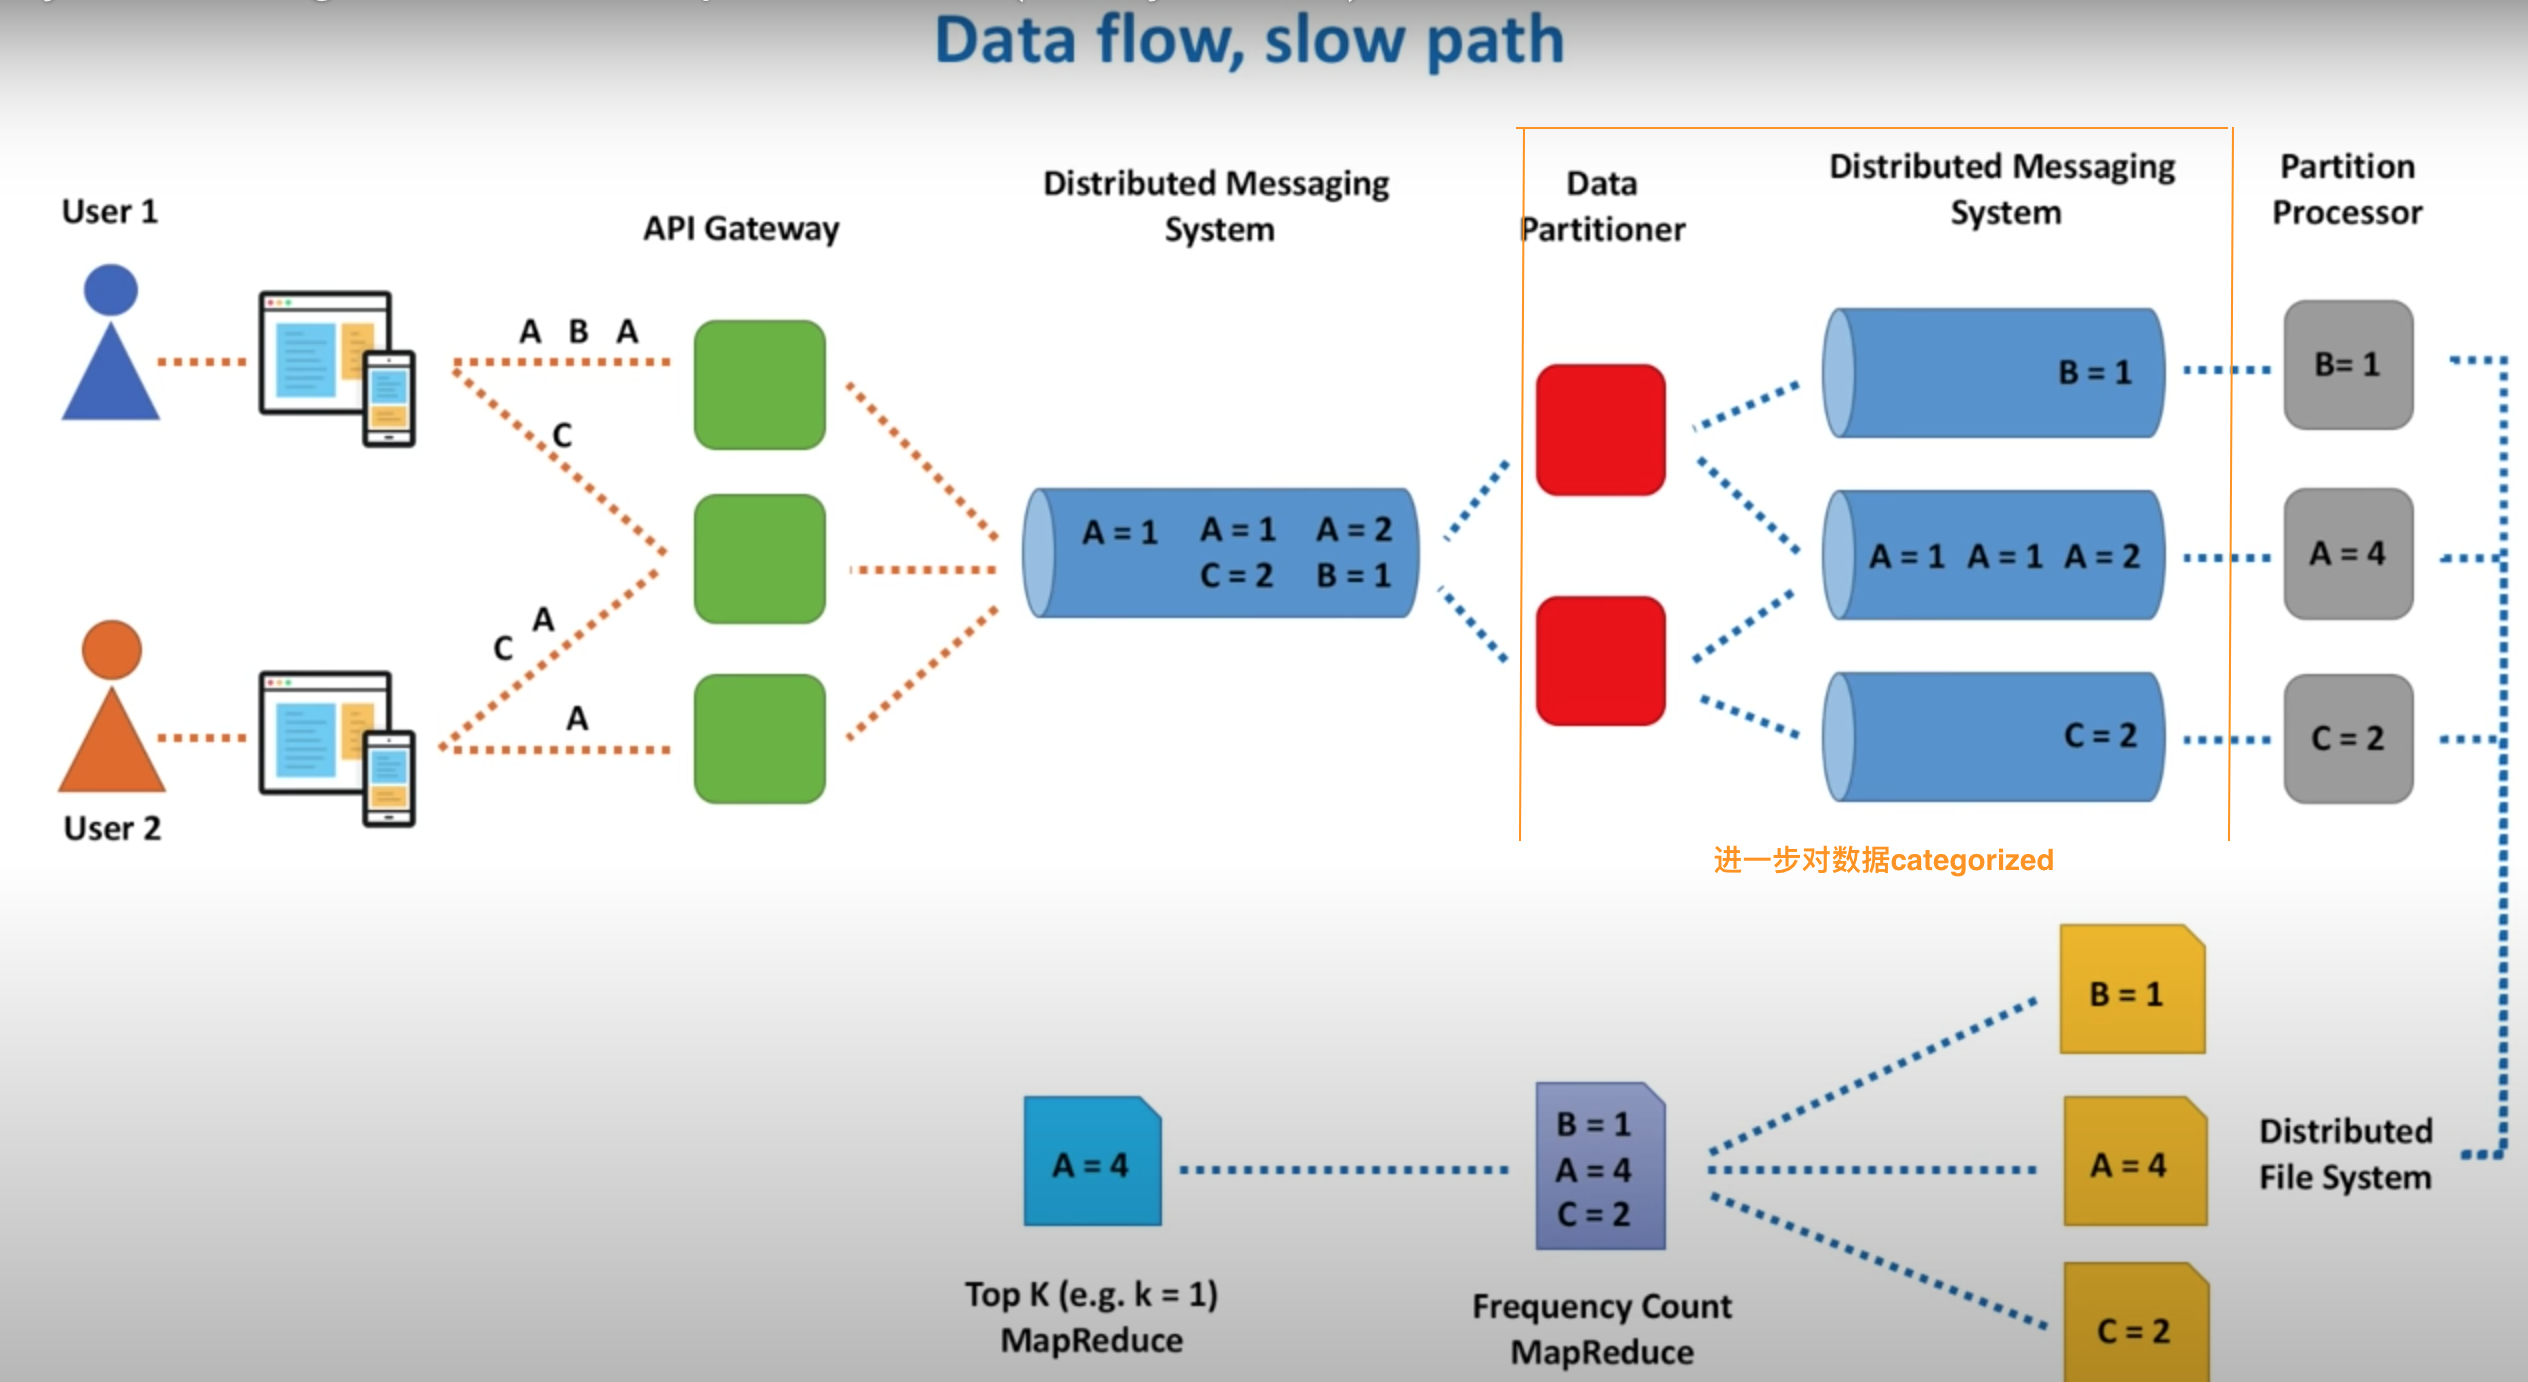 Data flow, slow path
User 1
API Gateway
Distributed Messaging
System
Data
Partitioner
Distributed Messaging
System
Partition
Processor
A B A
C
C A
A
User 2
A = 1 A = 1 A = 2
C = 2 B = 1
B = 1
A = 1 A = 1 A = 2
C = 2
B= 1
A = 4
C = 2
进一步对数据categorized
B = 1
A = 4
C = 2
Distributed
File System
B = 1
A = 4
C = 2
Frequency Count
MapReduce
A = 4
Top K (e.g. k = 1)
MapReduce